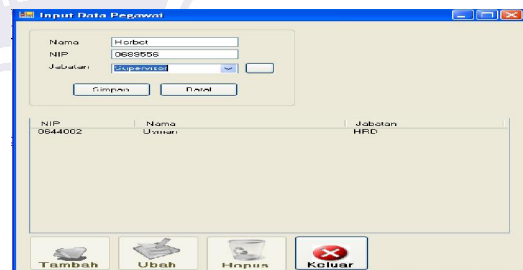 Input Data Pegawai
Nama Herbet
NIP 0688556
Jabatan Supervisor
Simpan Batal
NIP Nama Jabatan
0644002 Usman HRD
Tambah Ubah Hapus Keluar